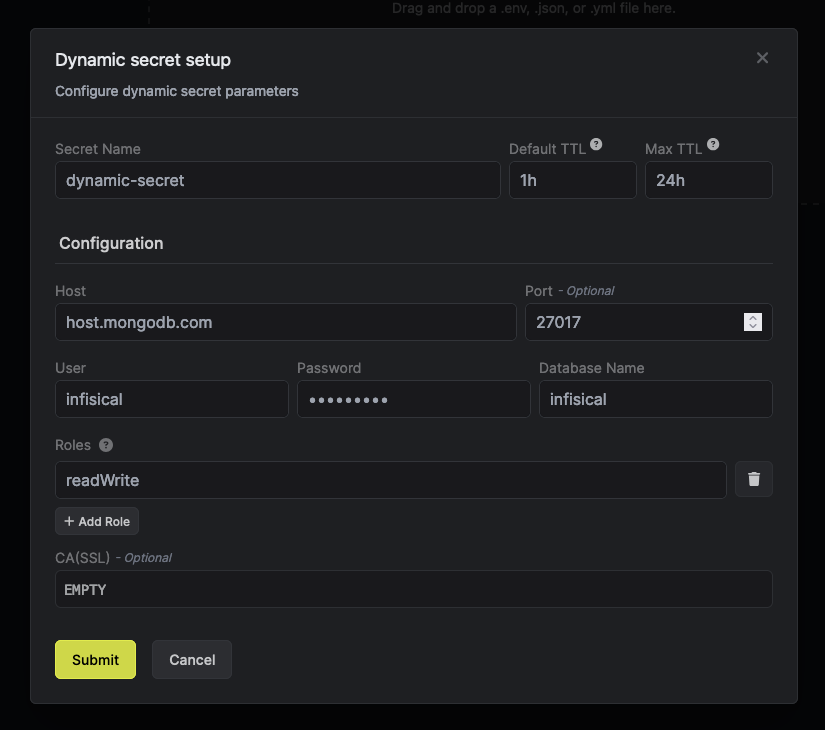 Drag and drop a .env, .json, or .yml file here.
Dynamic secret setup
Configure dynamic secret parameters
Secret Name
Default TTL ?
Max TTL ?
dynamic-secret
1h
24h
Configuration
Host
Port - Optional
host.mongodb.com
27017
User
Password
Database Name
infisical
•••••••••
infisical
Roles ?
readWrite
+ Add Role
CA(SSL) - Optional
EMPTY
Submit
Cancel